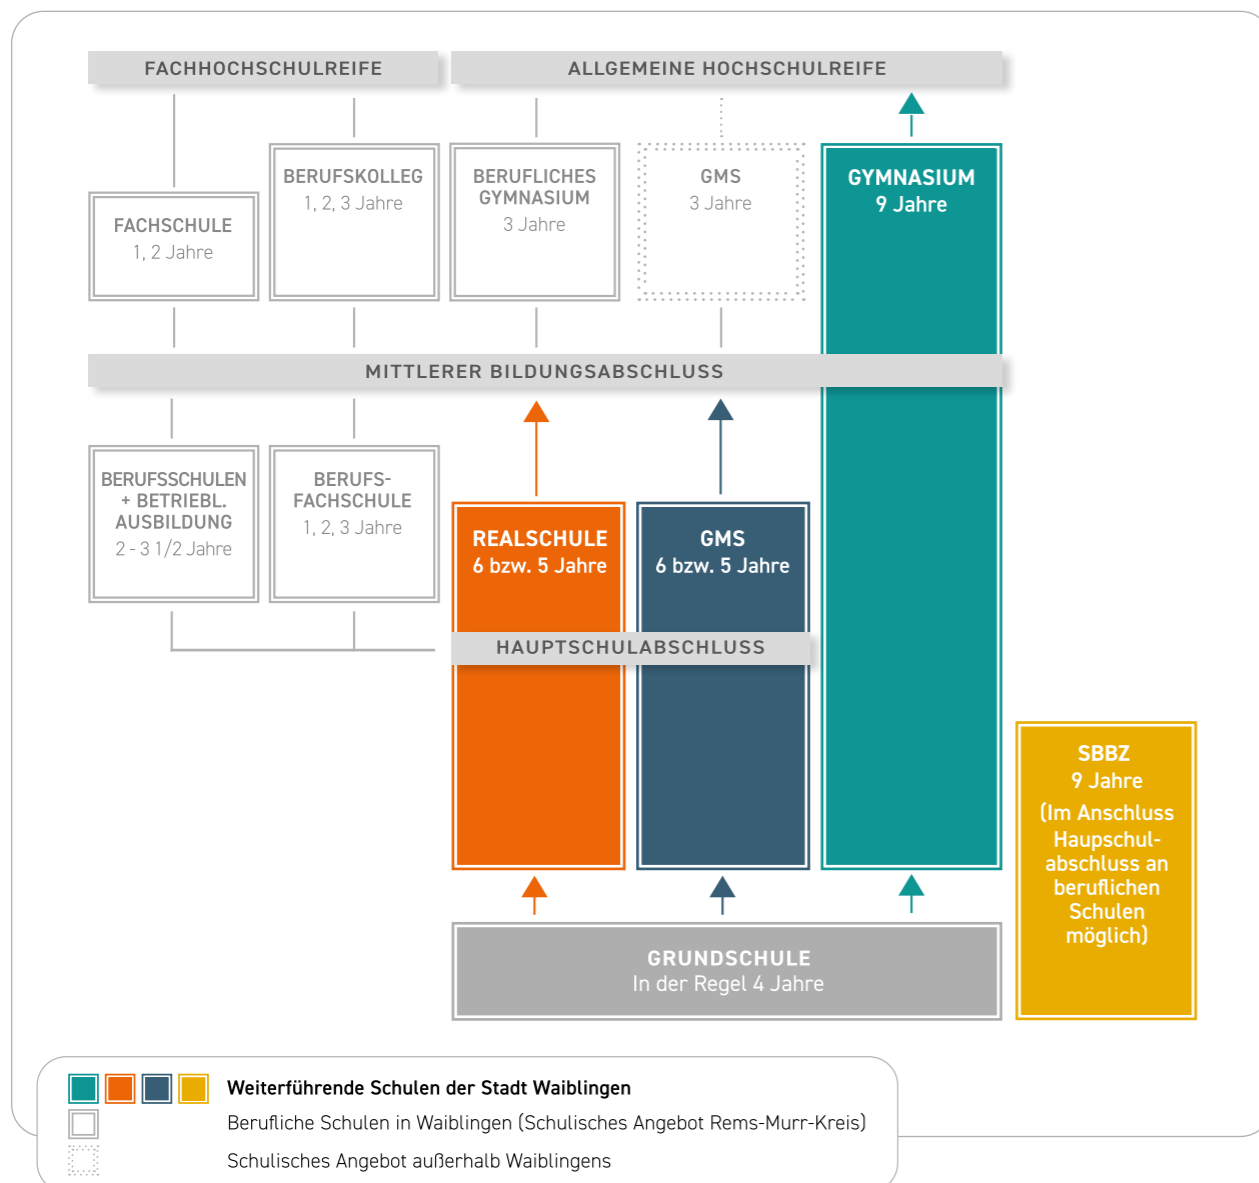 FACHHOCHSCHULREIFE
ALLGEMEINE HOCHSCHULREIFE
FACHSCHULE
1, 2 Jahre
BERUFSKOLLEG
1, 2, 3 Jahre
BERUFLICHES
GYMNASIUM
3 Jahre
GMS
3 Jahre
GYMNASIUM
9 Jahre
MITTLERER BILDUNGSABSCHLUSS
BERUFSSCHULEN
+ BETRIEBL.
AUSBILDUNG
2 - 3 1/2 Jahre
BERUFS-
FACHSCHULE
1, 2, 3 Jahre
REALSCHULE
6 bzw. 5 Jahre
GMS
6 bzw. 5 Jahre
HAUPTSCHULABSCHLUSS
SBBZ
9 Jahre
(Im Anschluss
Haupschul-
abschluss an
beruflichen
Schulen
möglich)
GRUNDSCHULE
In der Regel 4 Jahre
Weiterführende Schulen der Stadt Waiblingen
Berufliche Schulen in Waiblingen (Schulisches Angebot Rems-Murr-Kreis)
Schulisches Angebot außerhalb Waiblingens